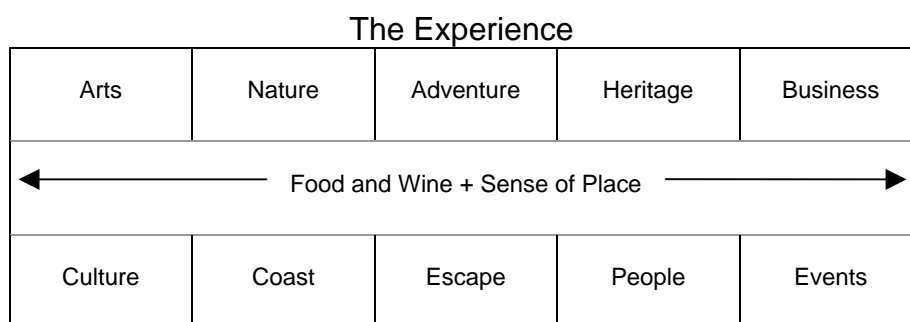 The Experience
Arts Nature Adventure Heritage Business
Food and Wine + Sense of Place
Culture Coast Escape People Events